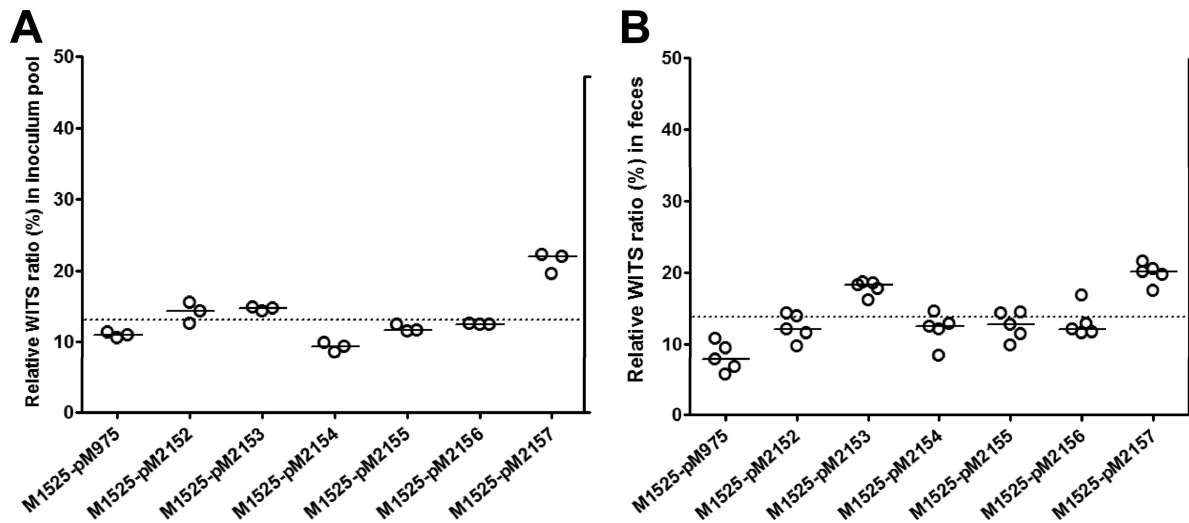 A
Relative WITS ratio (%) in inoculum pool
50
40
30
20
10
0
M1525-pM975
M1525-pM2152
M1525-pM2153
M1525-pM2154
M1525-pM2155
M1525-pM2156
M1525-pM2157
B
Relative WITS ratio (%) in feces
50
40
30
20
10
0
M1525-pM975
M1525-pM2152
M1525-pM2153
M1525-pM2154
M1525-pM2155
M1525-pM2156
M1525-pM2157